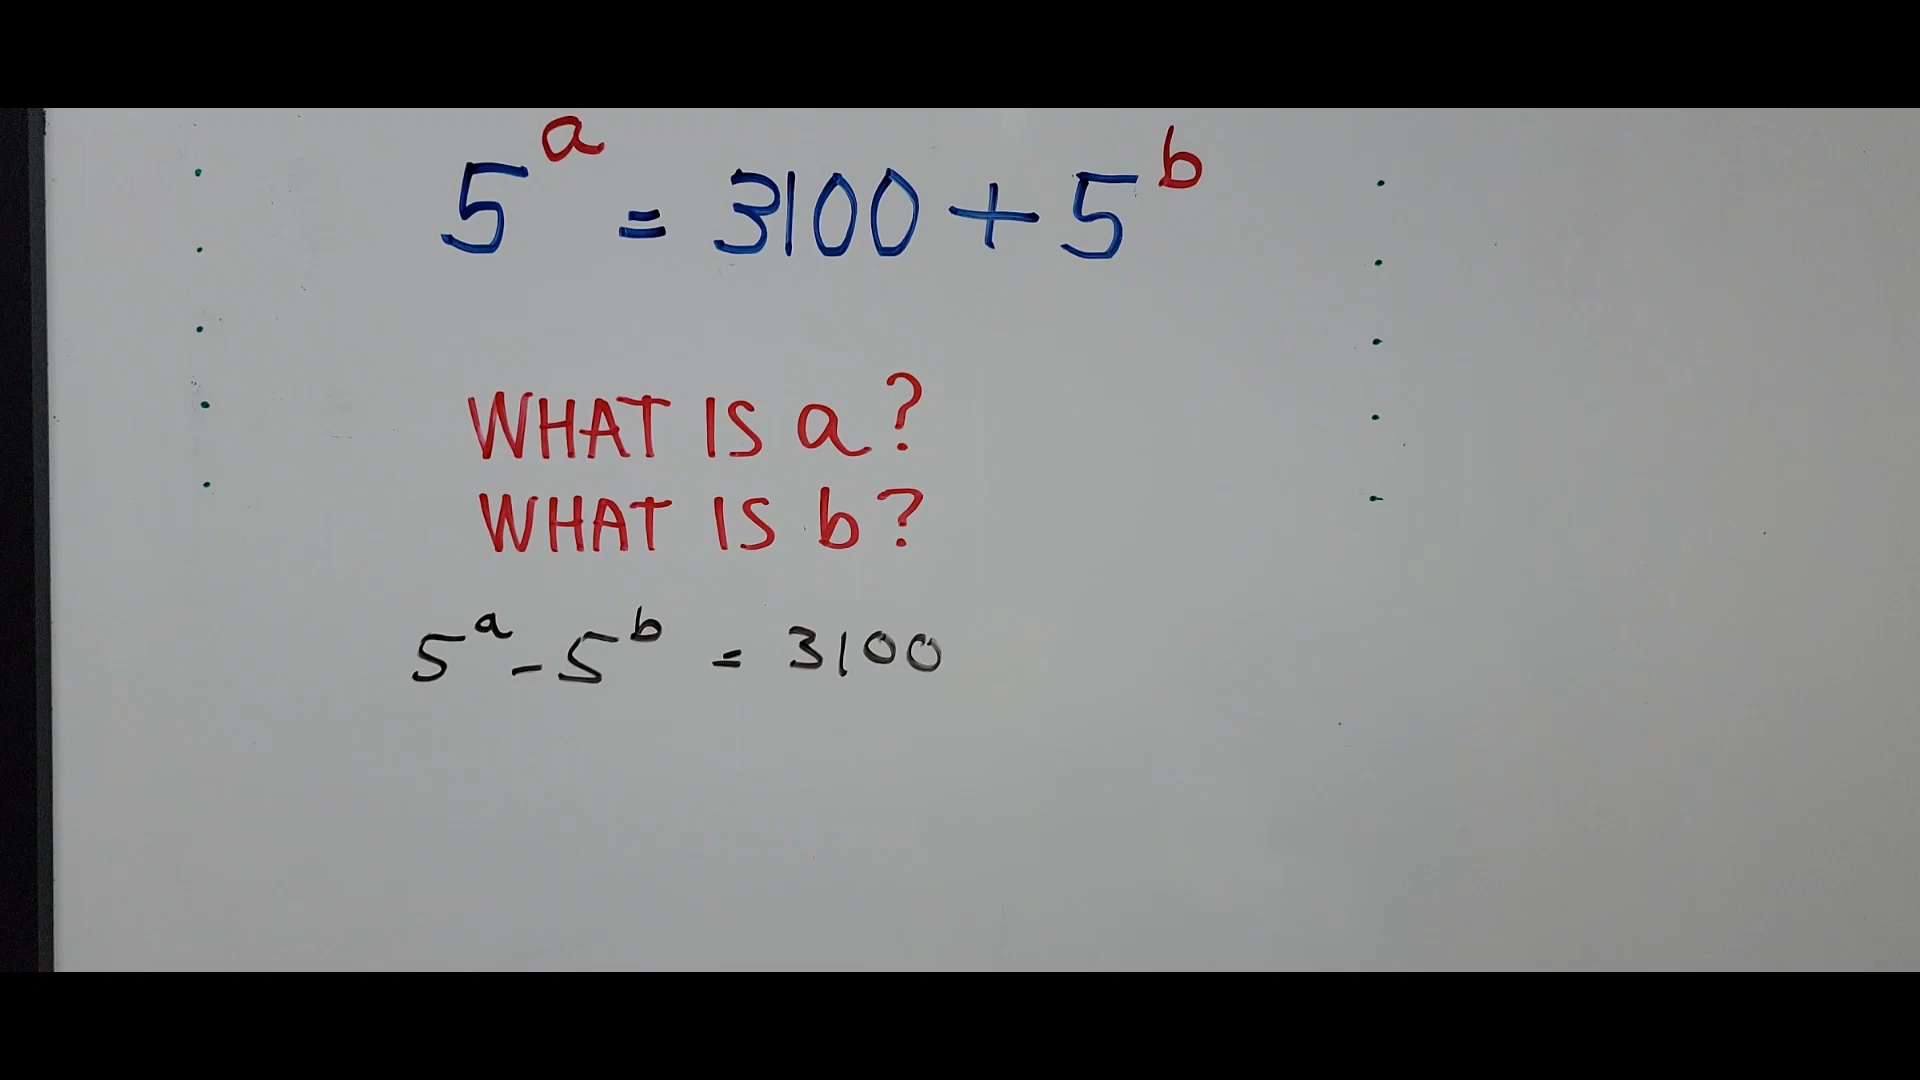 5^a = 3100 + 5^b
WHAT IS a?
WHAT IS b?
5^a - 5^b = 3100